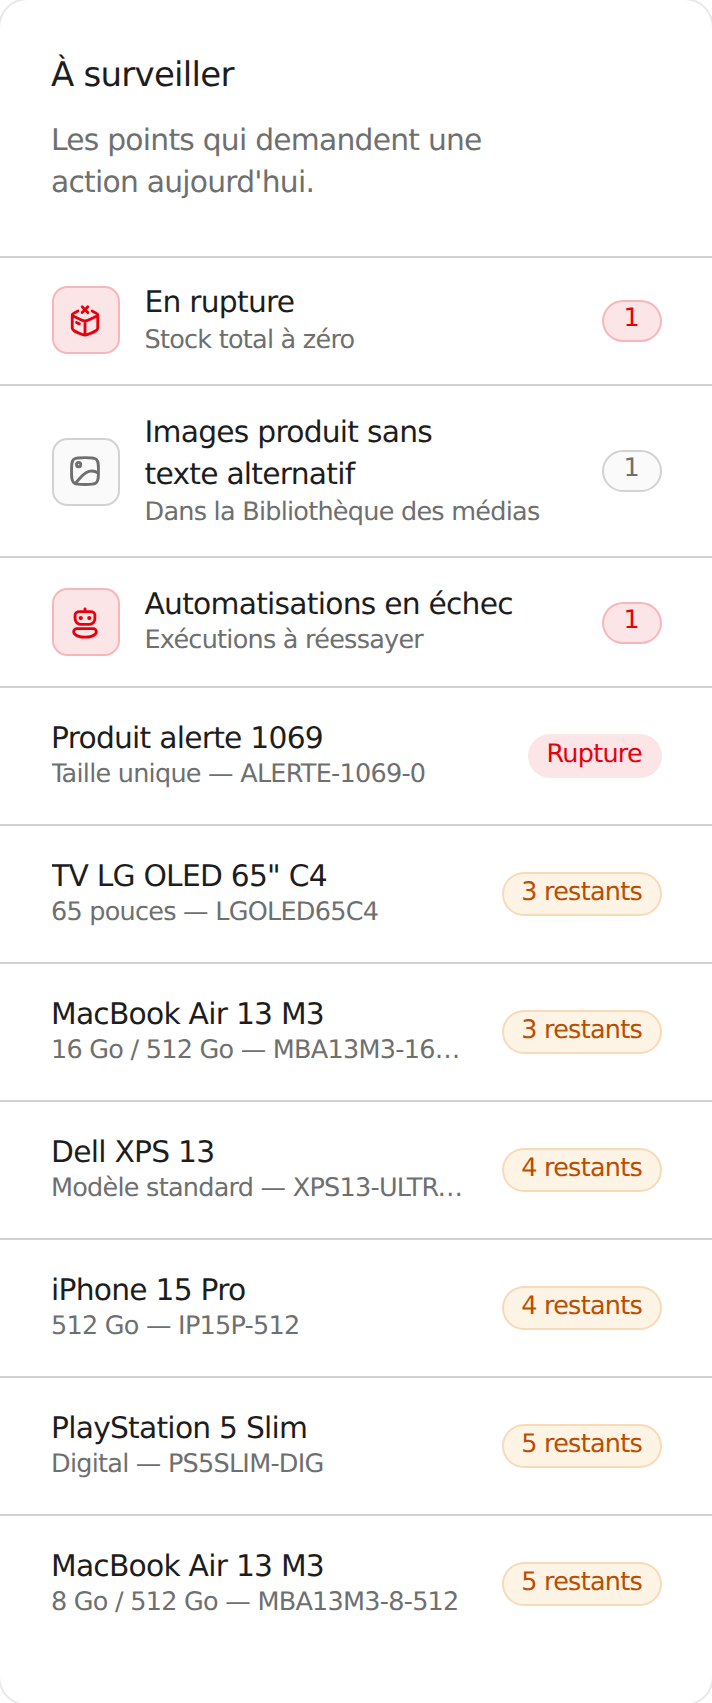 À surveiller
Les points qui demandent une
action aujourd'hui.
En rupture
Stock total à zéro
1
Images produit sans
texte alternatif
Dans la Bibliothèque des médias
1
Automatisations en échec
Exécutions à réessayer
1
Produit alerte 1069
Taille unique — ALERTE-1069-0
Rupture
TV LG OLED 65" C4
65 pouces — LGOLED65C4
3 restants
MacBook Air 13 M3
16 Go / 512 Go — MBA13M3-16…
3 restants
Dell XPS 13
Modèle standard — XPS13-ULTR…
4 restants
iPhone 15 Pro
512 Go — IP15P-512
4 restants
PlayStation 5 Slim
Digital — PS5SLIM-DIG
5 restants
MacBook Air 13 M3
8 Go / 512 Go — MBA13M3-8-512
5 restants